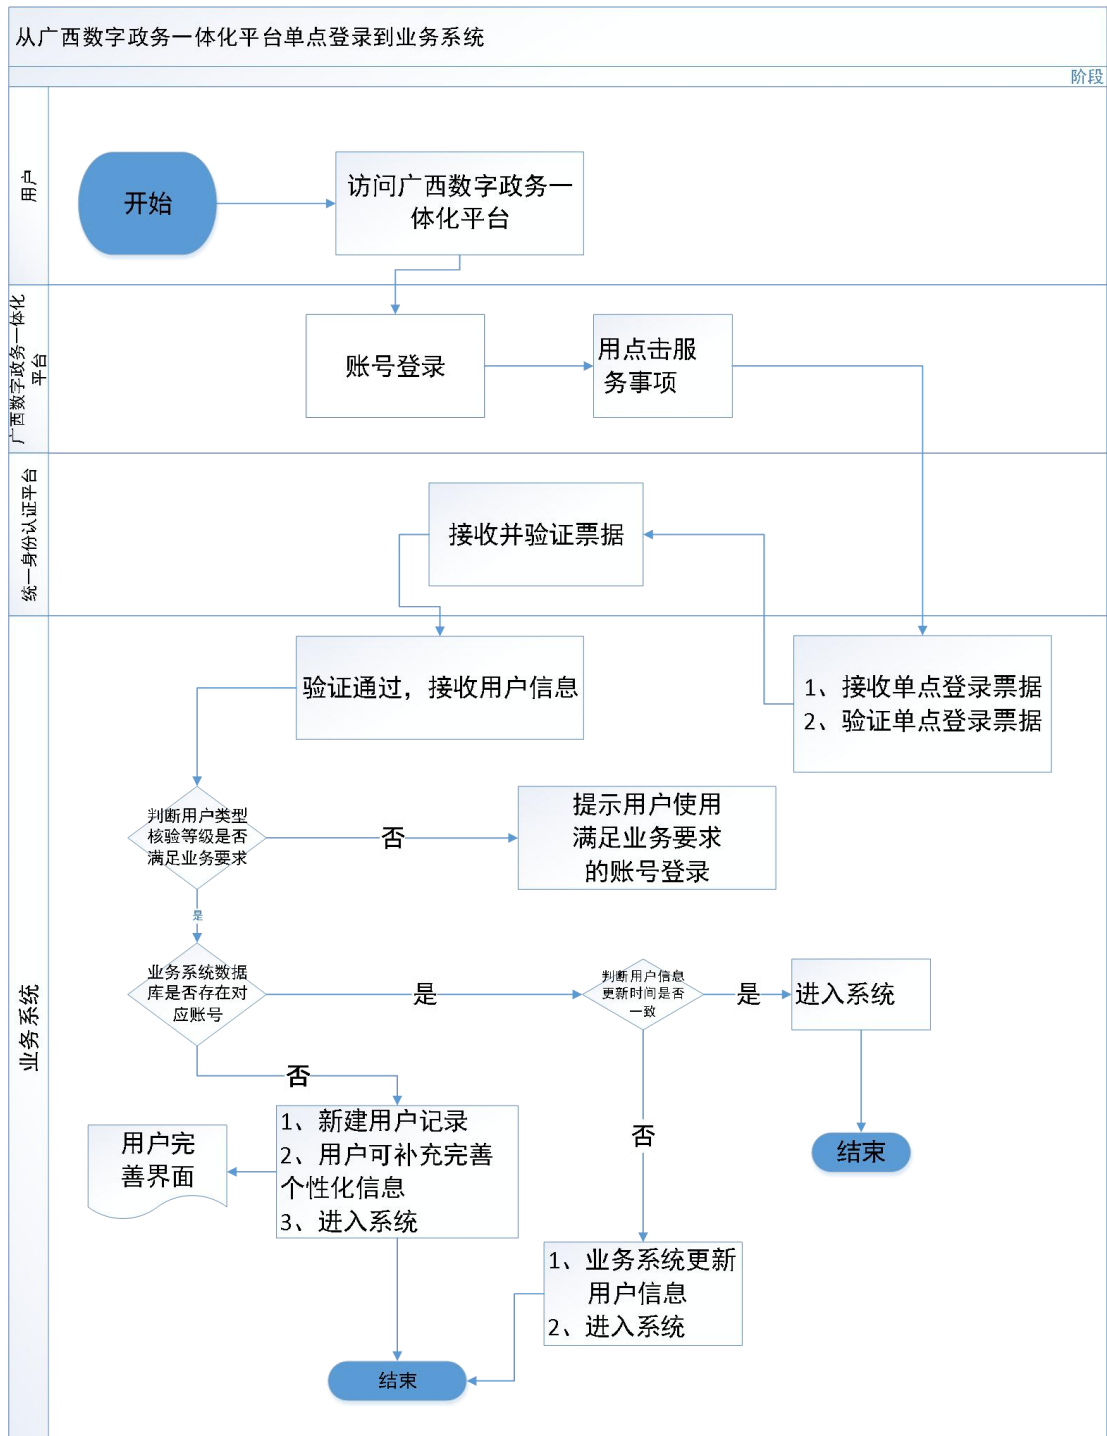 从广西数字政务一体化平台单点登录到业务系统
阶段
用户
开始
访问广西数字政务一
体化平台
广西数字政务一体化
平台
账号登录
用点击服
务事项
统一身份认证平台
接收并验证票据
业务系统
验证通过，接收用户信息
1、接收单点登录票据
2、验证单点登录票据
判断用户类型
核验等级是否
满足业务要求
否
提示用户使用
满足业务要求
的账号登录
是
业务系统数据
库是否存在对
应账号
是
判断用户信息
更新时间是否
一致
是
进入系统
否
1、新建用户记录
2、用户可补充完善
个性化信息
3、进入系统
用户完
善界面
否
结束
1、业务系统更新
用户信息
2、进入系统
结束